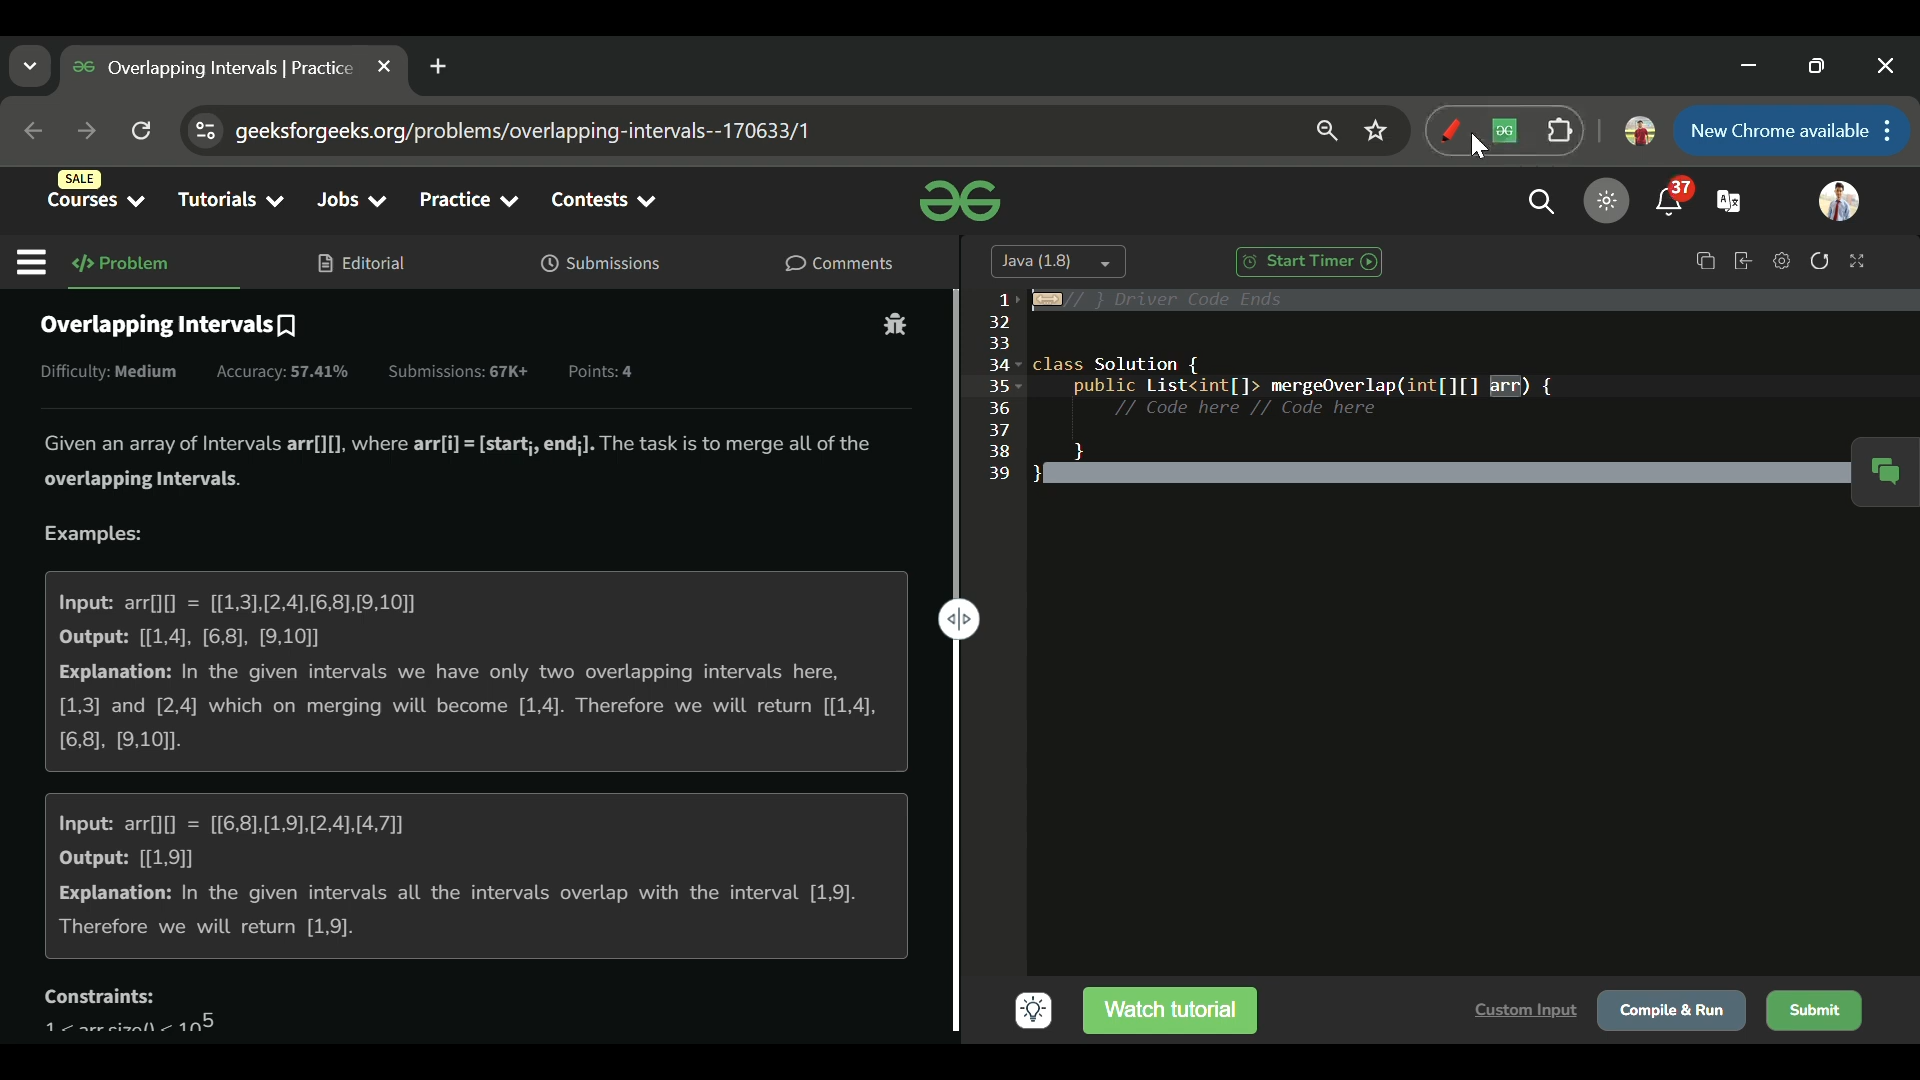 Overlapping Intervals | Practice
geeksforgeeks.org/problems/overlapping-intervals--170633/1
New Chrome available
SALE
Courses Tutorials Jobs Practice Contests
37
</> Problem Editorial Submissions Comments
Java (1.8) Start Timer
Overlapping Intervals
Difficulty: Medium Accuracy: 57.41% Submissions: 67K+ Points: 4
Given an array of Intervals arr[][], where arr[i] = [startᵢ, endᵢ]. The task is to merge all of the
overlapping Intervals.
Examples:
Input: arr[][] = [[1,3],[2,4],[6,8],[9,10]]
Output: [[1,4], [6,8], [9,10]]
Explanation: In the given intervals we have only two overlapping intervals here,
[1,3] and [2,4] which on merging will become [1,4]. Therefore we will return [[1,4],
[6,8], [9,10]].
Input: arr[][] = [[6,8],[1,9],[2,4],[4,7]]
Output: [[1,9]]
Explanation: In the given intervals all the intervals overlap with the interval [1,9].
Therefore we will return [1,9].
Constraints:
1 // } Driver Code Ends
32
33
34 class Solution {
35 public List<int[]> mergeOverlap(int[][] arr) {
36 // Code here // Code here
37
38 }
39 }
Watch tutorial
Custom Input Compile & Run Submit